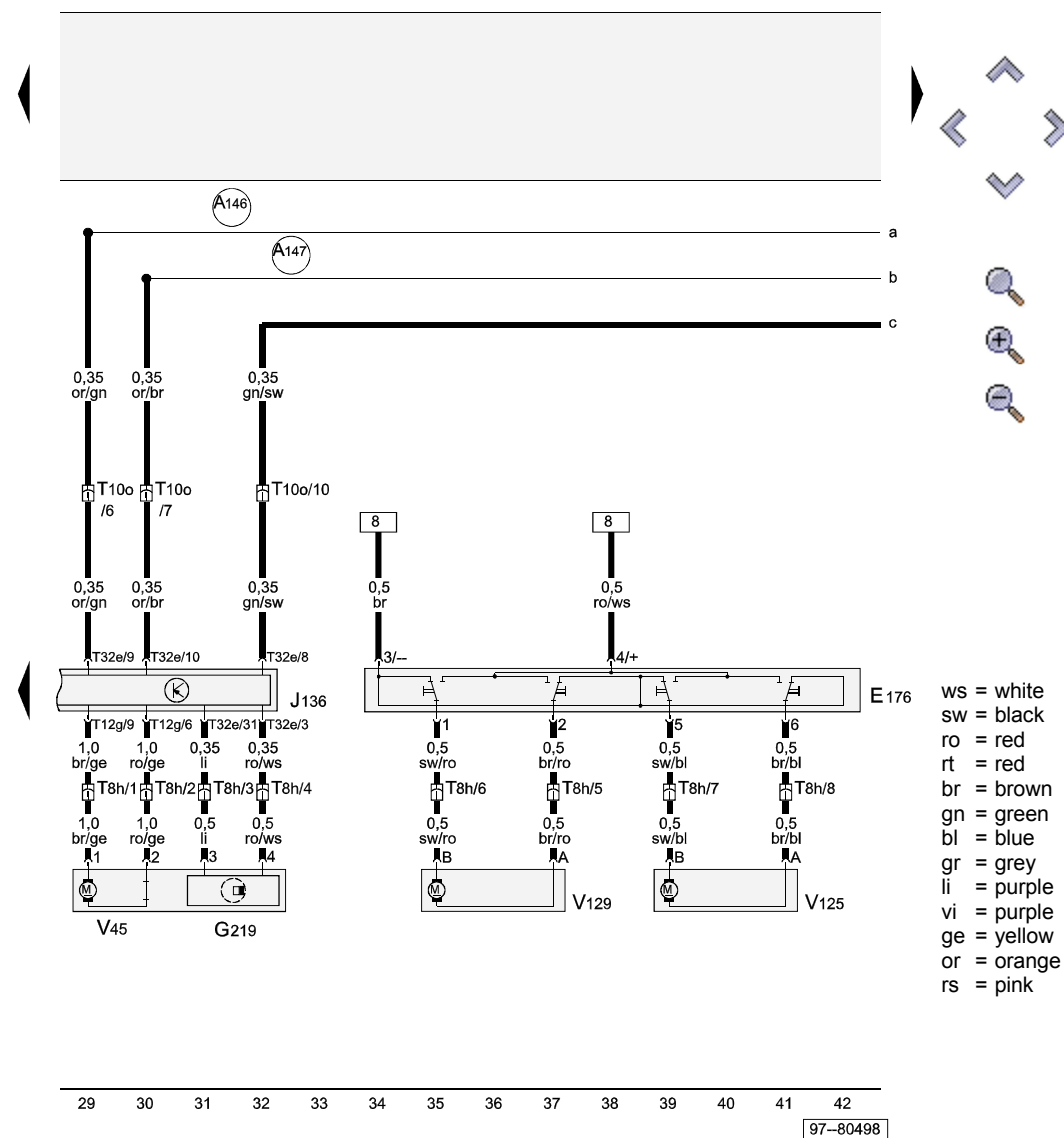 A146
a
A147
b
c
0,35 0,35 0,35
or/gn or/br gn/sw
T10o T10o T10o/10
/6 /7
8 8
0,35 0,35 0,35 0,5 0,5
or/gn or/br gn/sw br ro/ws
T32e/9 T32e/10 T32e/8 3/-- 4/+
J136 E176
T12g/9 T12g/6 T32e/31 T32e/3 1 2 5 6
1,0 1,0 0,35 0,35 0,5 0,5 0,5 0,5
br/ge ro/ge li ro/ws sw/ro br/ro sw/bl br/bl
T8h/1 T8h/2 T8h/3 T8h/4 T8h/6 T8h/5 T8h/7 T8h/8
1,0 1,0 0,5 0,5 0,5 0,5 0,5 0,5
br/ge ro/ge li ro/ws sw/ro br/ro sw/bl br/bl
1 2 3 4 B A B A
M M M
V45 G219 V129 V125
ws = white
sw = black
ro = red
rt = red
br = brown
gn = green
bl = blue
gr = grey
li = purple
vi = purple
ge = yellow
or = orange
rs = pink
29 30 31 32 33 34 35 36 37 38 39 40 41 42
97--80498